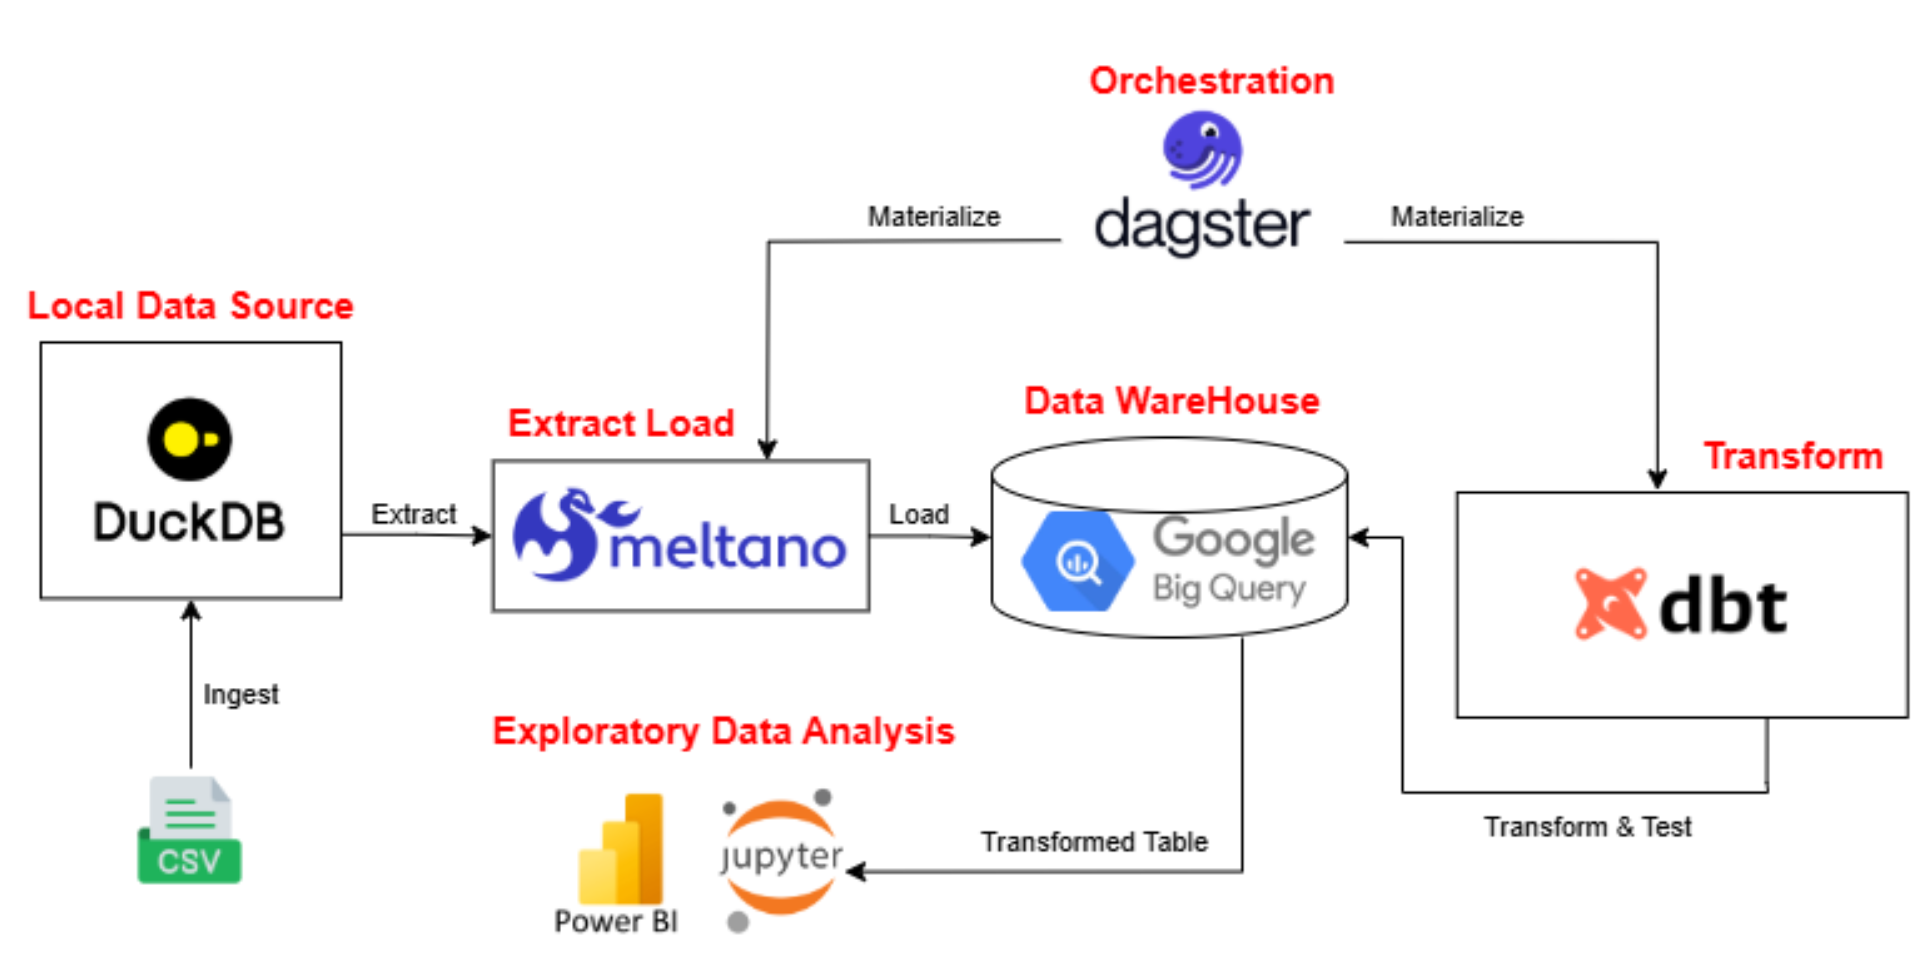 Orchestration
dagster
Materialize
Materialize
Local Data Source
DuckDB
Extract
Extract Load
meltano
Load
Data WareHouse
Google
Big Query
Transform
dbt
Ingest
CSV
Exploratory Data Analysis
Power BI
jupyter
Transformed Table
Transform & Test